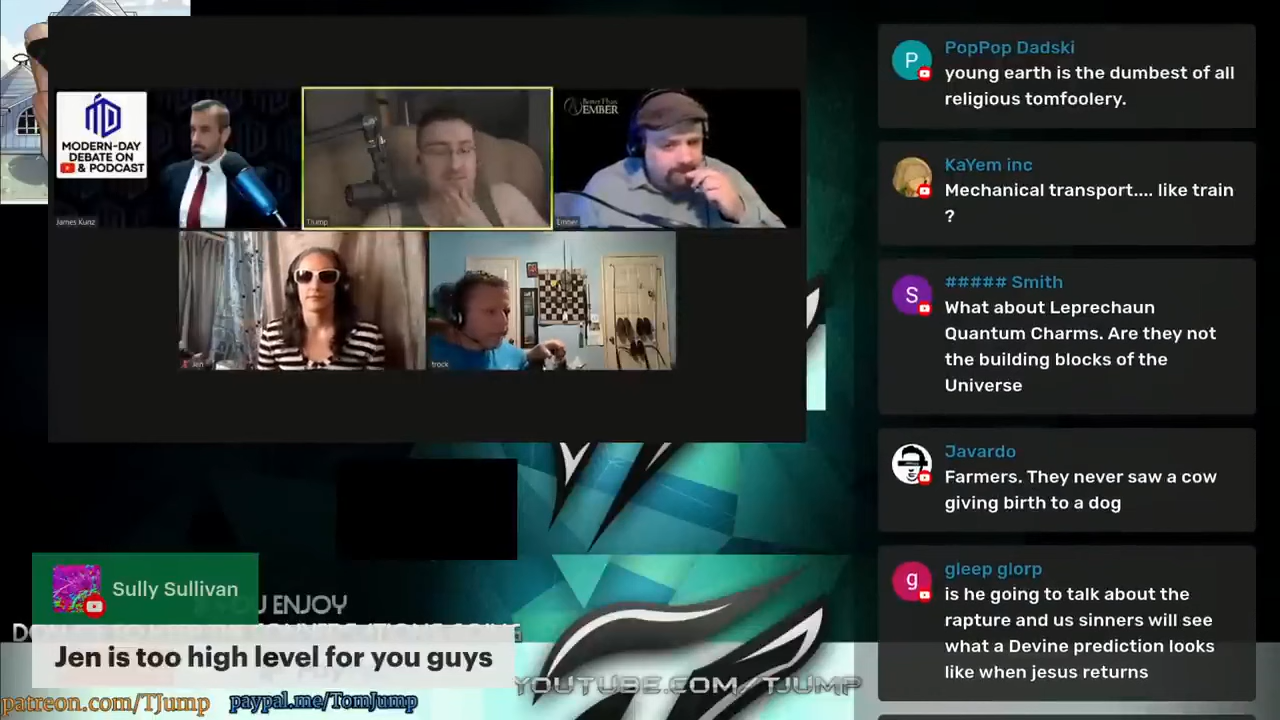 MODERN-DAY
DEBATE ON
& PODCAST
James Kunz
TJump
Better Than
EMBER
Ember
Jen
trock
P
PopPop Dadski
young earth is the dumbest of all
religious tomfoolery.
KaYem inc
Mechanical transport.... like train
?
S
##### Smith
What about Leprechaun
Quantum Charms. Are they not
the building blocks of the
Universe
Javardo
Farmers. They never saw a cow
giving birth to a dog
g
gleep glorp
is he going to talk about the
rapture and us sinners will see
what a Devine prediction looks
like when jesus returns
Sully Sullivan
ENJOY
Jen is too high level for you guys
patreon.com/TJump
paypal.me/TomJump
YOUTUBE.COM/TJUMP